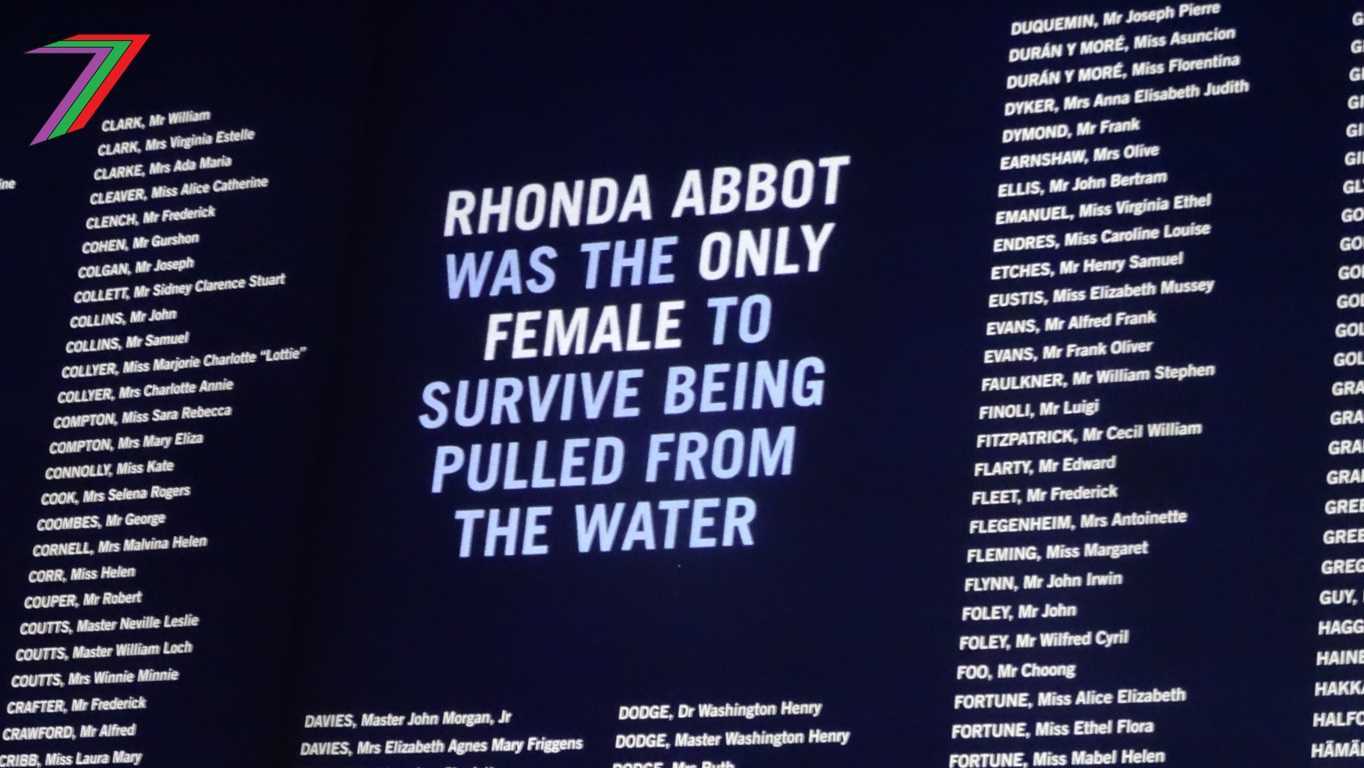 ine
CLARK, Mr William
CLARK, Mrs Virginia Estelle
CLARKE, Mrs Ada Maria
CLEAVER, Miss Alice Catherine
CLENCH, Mr Frederick
COHEN, Mr Gurshon
COLGAN, Mr Joseph
COLLETT, Mr Sidney Clarence Stuart
COLLINS, Mr John
COLLINS, Mr Samuel
COLLYER, Miss Marjorie Charlotte “Lottie”
COLLYER, Mrs Charlotte Annie
COMPTON, Miss Sara Rebecca
COMPTON, Mrs Mary Eliza
CONNOLLY, Miss Kate
COOK, Mrs Selena Rogers
COOMBES, Mr George
CORNELL, Mrs Malvina Helen
CORR, Miss Helen
COUPER, Mr Robert
COUTTS, Master Neville Leslie
COUTTS, Master William Loch
COUTTS, Mrs Winnie Minnie
CRAFTER, Mr Frederick
CRAWFORD, Mr Alfred
CRIBB, Miss Laura Mary
RHONDA ABBOT
WAS THE ONLY
FEMALE TO
SURVIVE BEING
PULLED FROM
THE WATER
DAVIES, Master John Morgan, Jr
DAVIES, Mrs Elizabeth Agnes Mary Friggens
DODGE, Dr Washington Henry
DODGE, Master Washington Henry
DODGE, Mrs Ruth
DUQUEMIN, Mr Joseph Pierre
DURÁN Y MORÉ, Miss Asuncion
DURÁN Y MORÉ, Miss Florentina
DYKER, Mrs Anna Elisabeth Judith
DYMOND, Mr Frank
EARNSHAW, Mrs Olive
ELLIS, Mr John Bertram
EMANUEL, Miss Virginia Ethel
ENDRES, Miss Caroline Louise
ETCHES, Mr Henry Samuel
EUSTIS, Miss Elizabeth Mussey
EVANS, Mr Alfred Frank
EVANS, Mr Frank Oliver
FAULKNER, Mr William Stephen
FINOLI, Mr Luigi
FITZPATRICK, Mr Cecil William
FLARTY, Mr Edward
FLEET, Mr Frederick
FLEGENHEIM, Mrs Antoinette
FLEMING, Miss Margaret
FLYNN, Mr John Irwin
FOLEY, Mr John
FOLEY, Mr Wilfred Cyril
FOO, Mr Choong
FORTUNE, Miss Alice Elizabeth
FORTUNE, Miss Ethel Flora
FORTUNE, Miss Mabel Helen
GUY,
HAGG
HAINE
HAKKA
HALFO
HÄMÄL